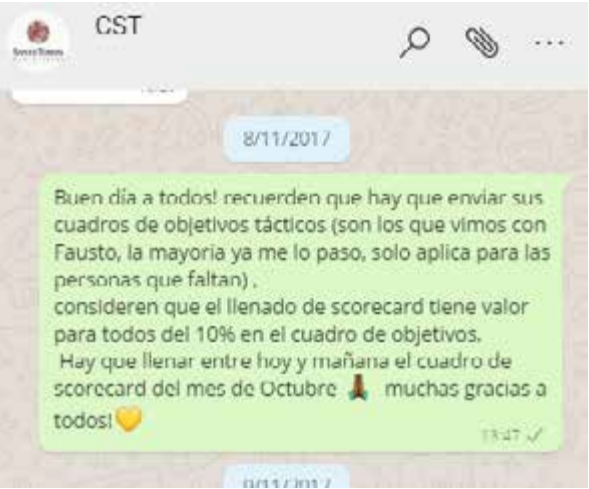 CST
8/11/2017
Buen día a todos! recuerden que hay que enviar sus
cuadros de objetivos tácticos (son los que vimos con
Fausto, la mayoria ya me lo paso, solo aplica para las
personas que faltan) ,
consideren que el llenado de scorecard tiene valor
para todos del 10% en el cuadro de objetivos.
Hay que llenar entre hoy y mañana el cuadro de
scorecard del mes de Octubre 🙏🏾 muchas gracias a
todos!💛
13:47
9/11/2017